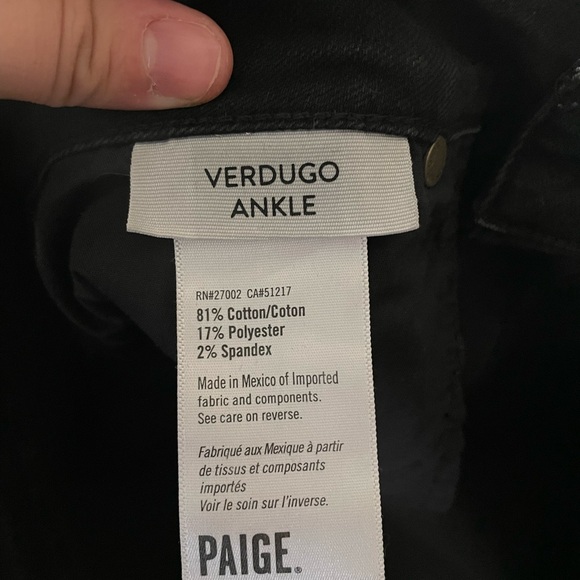 VERDUGO
ANKLE
RN#27002 CA#51217
81% Cotton/Coton
17% Polyester
2% Spandex
Made in Mexico of Imported
fabric and components.
See care on reverse.
Fabriqué aux Mexique à partir
de tissus et composants
importés
Voir le soin sur l'inverse.
PAIGE®